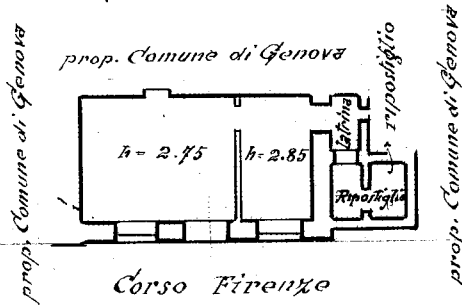 prop. Comune di Genova
prop. Comune di Genova
ripostiglio
prop. Comune di Genova
latrina
h = 2.75
h = 2.85
Ripostiglio
Corso Firenze